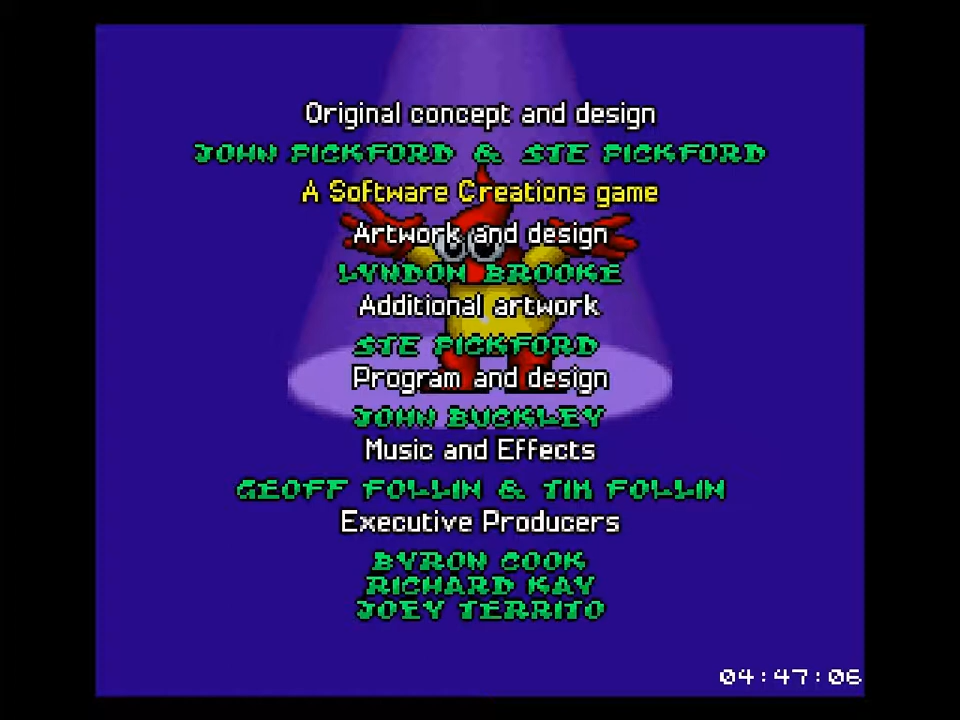 Original concept and design
JOHN PICKFORD & STE PICKFORD
A Software Creations game
Artwork and design
LYNDON BROOKE
Additional artwork
STE PICKFORD
Program and design
JOHN BUCKLEY
Music and Effects
GEOFF FOLLIN & TIM FOLLIN
Executive Producers
BYRON COOK
RICHARD KAY
JOEY TERRITO
04:47:06